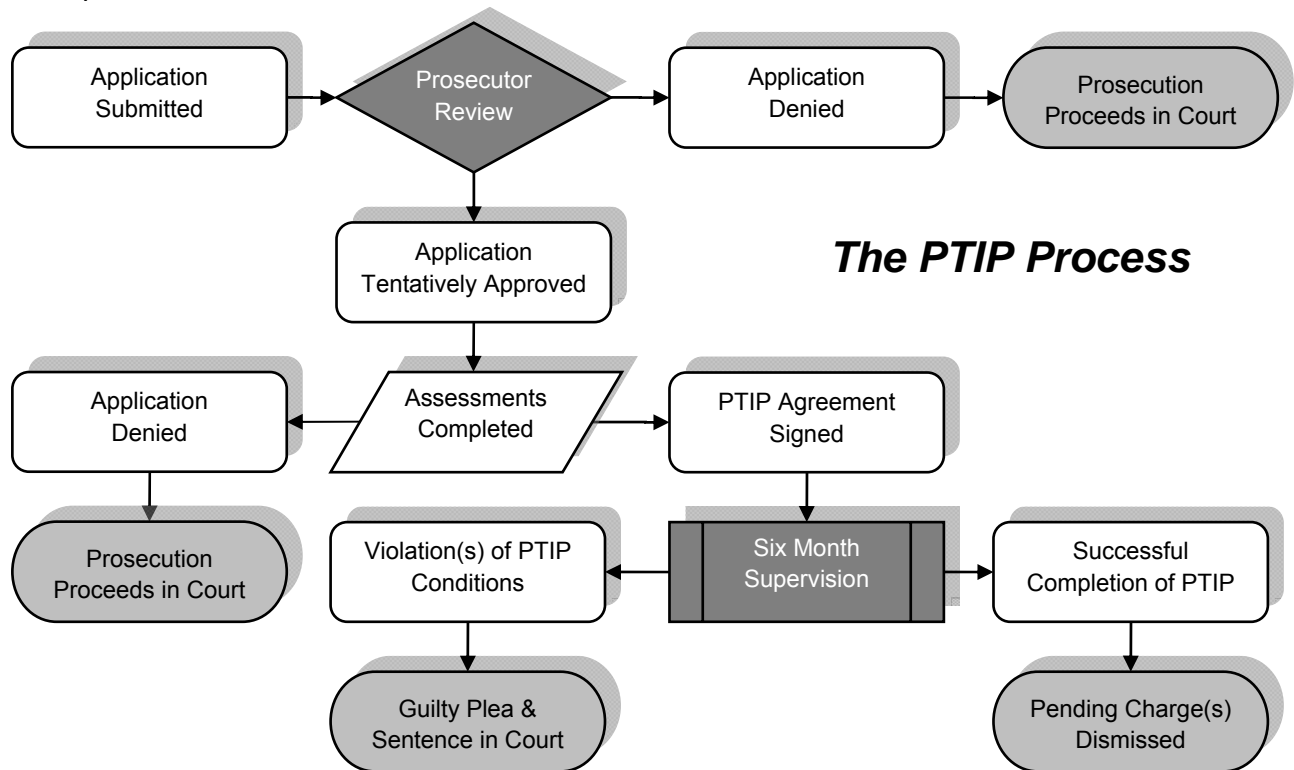 Application
Submitted
Prosecutor
Review
Application
Denied
Prosecution
Proceeds in Court
Application
Tentatively Approved
The PTIP Process
Application
Denied
Assessments
Completed
PTIP Agreement
Signed
Prosecution
Proceeds in Court
Violation(s) of PTIP
Conditions
Six Month
Supervision
Successful
Completion of PTIP
Guilty Plea &
Sentence in Court
Pending Charge(s)
Dismissed